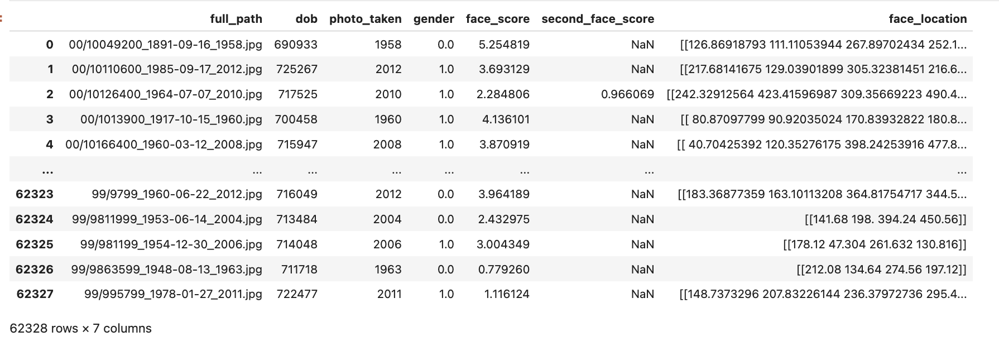 full_path dob photo_taken gender face_score second_face_score face_location
0 00/10049200_1891-09-16_1958.jpg 690933 1958 0.0 5.254819 NaN [[126.86918793 111.11053944 267.89702434 252.1...
1 00/10110600_1985-09-17_2012.jpg 725267 2012 1.0 3.693129 NaN [[217.68141675 129.03901899 305.32381451 216.6...
2 00/10126400_1964-07-07_2010.jpg 717525 2010 1.0 2.284806 0.966069 [[242.32912564 423.41596987 309.35669223 490.4...
3 00/1013900_1917-10-15_1960.jpg 700458 1960 1.0 4.136101 NaN [[ 80.87097799 90.92035024 170.83932822 180.8...
4 00/10166400_1960-03-12_2008.jpg 715947 2008 1.0 3.870919 NaN [[ 40.70425392 120.35276175 398.24253916 477.8...
... ... ... ... ... ... ... ...
62323 99/9799_1960-06-22_2012.jpg 716049 2012 0.0 3.964189 NaN [[183.36877359 163.10113208 364.81754717 344.5...
62324 99/9811999_1953-06-14_2004.jpg 713484 2004 0.0 2.432975 NaN [[141.68 198. 394.24 450.56]]
62325 99/981199_1954-12-30_2006.jpg 714048 2006 1.0 3.004349 NaN [[178.12 47.304 261.632 130.816]]
62326 99/9863599_1948-08-13_1963.jpg 711718 1963 0.0 0.779260 NaN [[212.08 134.64 274.56 197.12]]
62327 99/995799_1978-01-27_2011.jpg 722477 2011 1.0 1.116124 NaN [[148.7373296 207.83226144 236.37972736 295.4...
62328 rows × 7 columns